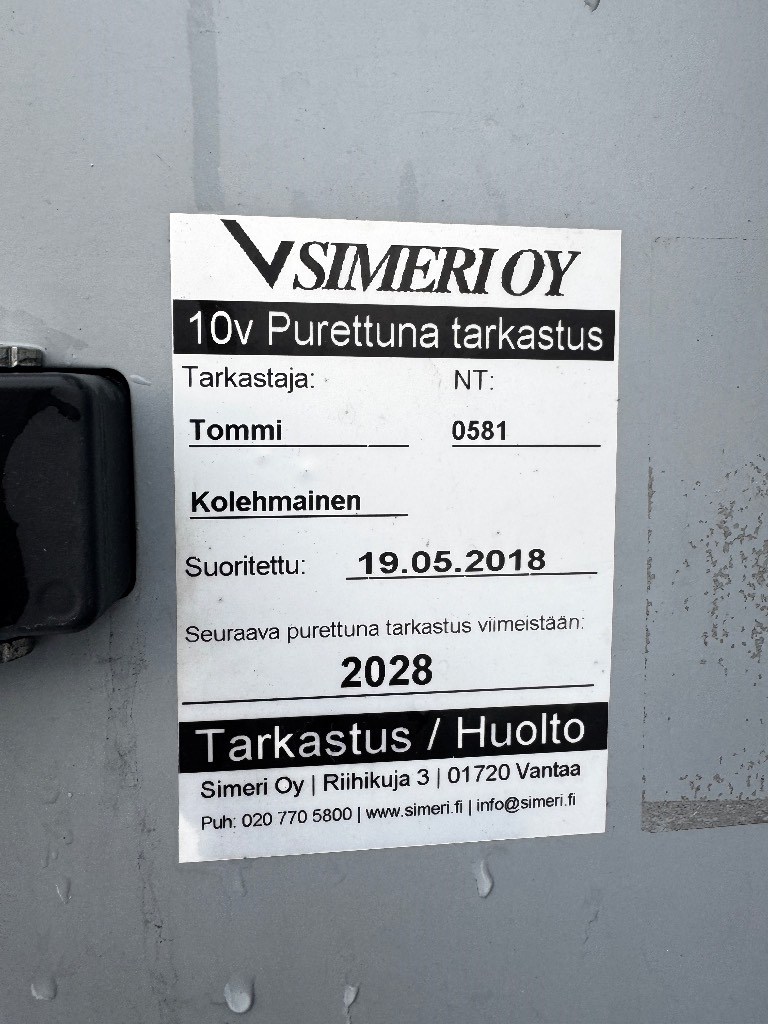 SIMERI OY
10v Purettuna tarkastus
Tarkastaja: NT:
Tommi 0581
Kolehmainen
Suoritettu: 19.05.2018
Seuraava purettuna tarkastus viimeistään:
2028
Tarkastus / Huolto
Simeri Oy | Riihikuja 3 | 01720 Vantaa
Puh: 020 770 5800 | www.simeri.fi | info@simeri.fi